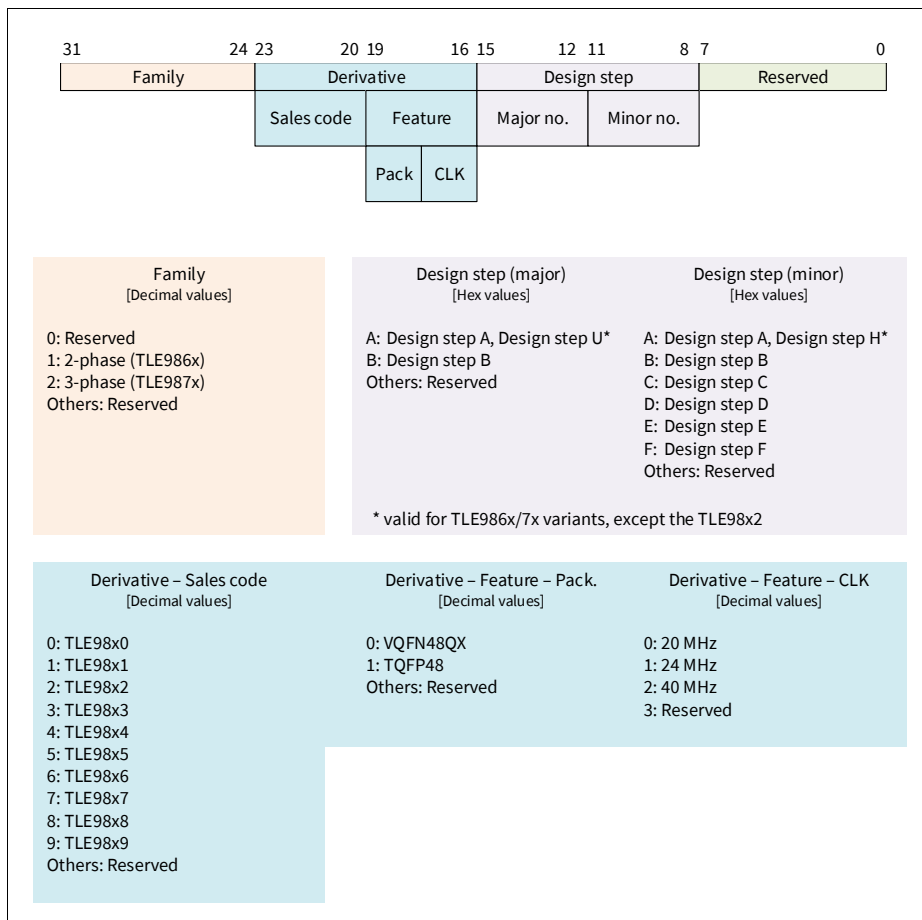 31 24 23 20 19 16 15 12 11 8 7 0
Family Derivative Design step Reserved
Sales code Feature Major no. Minor no.
Pack CLK
Family
[Decimal values]
0: Reserved
1: 2-phase (TLE986x)
2: 3-phase (TLE987x)
Others: Reserved
Design step (major)
[Hex values]
A: Design step A, Design step U*
B: Design step B
Others: Reserved
Design step (minor)
[Hex values]
A: Design step A, Design step H*
B: Design step B
C: Design step C
D: Design step D
E: Design step E
F: Design step F
Others: Reserved
* valid for TLE986x/7x variants, except the TLE98x2
Derivative – Sales code
[Decimal values]
0: TLE98x0
1: TLE98x1
2: TLE98x2
3: TLE98x3
4: TLE98x4
5: TLE98x5
6: TLE98x6
7: TLE98x7
8: TLE98x8
9: TLE98x9
Others: Reserved
Derivative – Feature – Pack.
[Decimal values]
0: VQFN48QX
1: TQFP48
Others: Reserved
Derivative – Feature – CLK
[Decimal values]
0: 20 MHz
1: 24 MHz
2: 40 MHz
3: Reserved